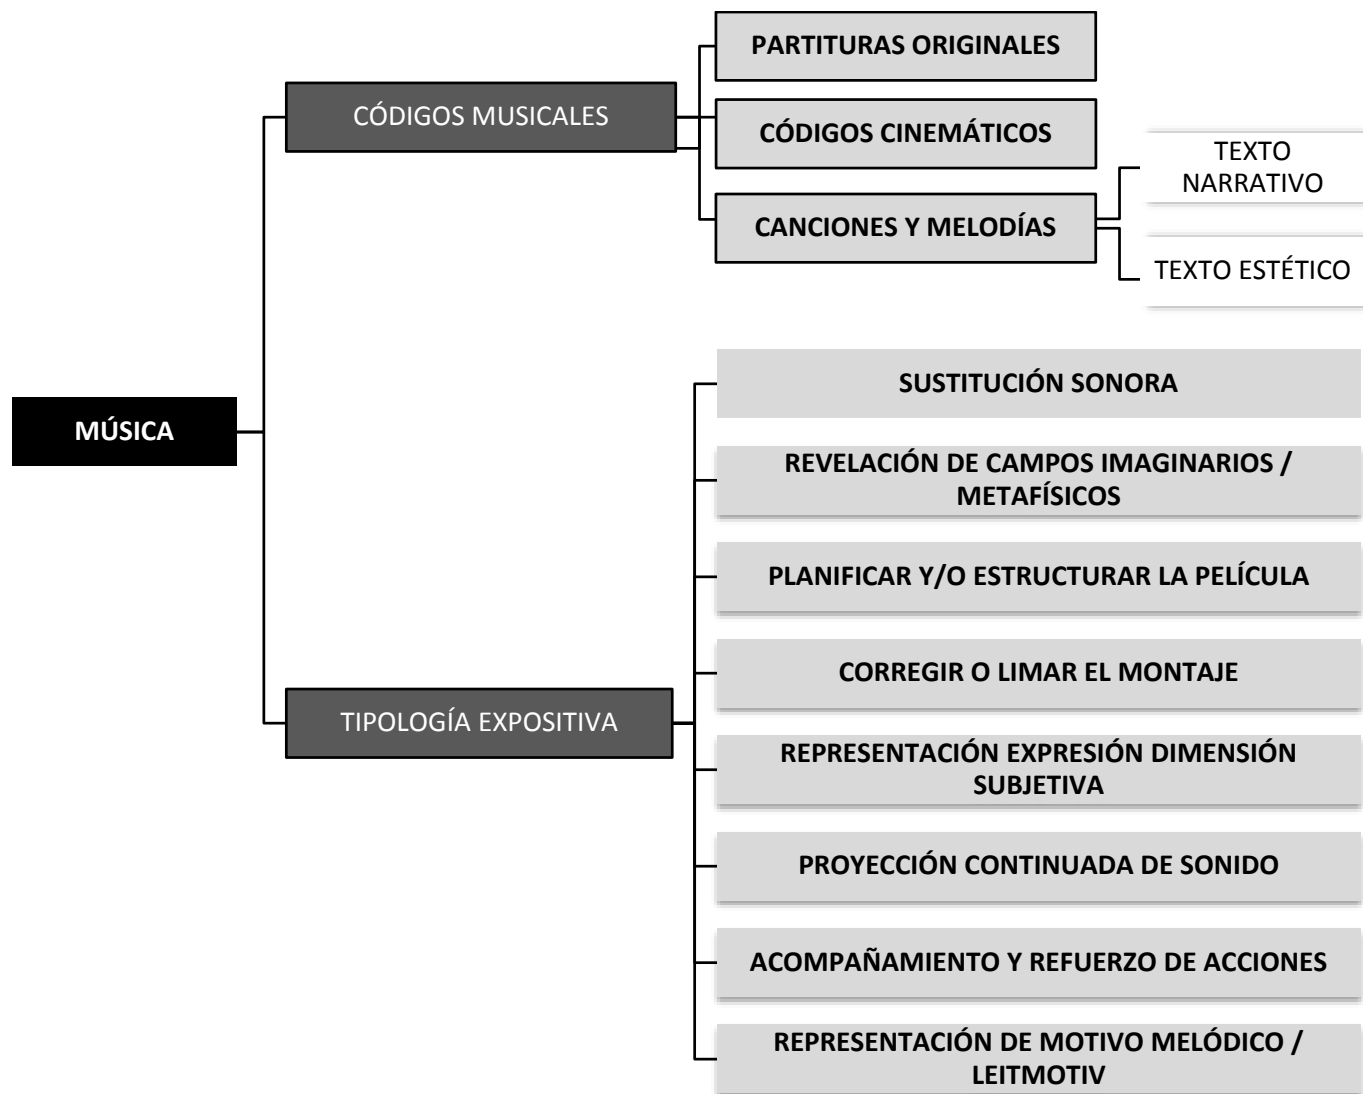 MÚSICA
CÓDIGOS MUSICALES
PARTITURAS ORIGINALES
CÓDIGOS CINEMÁTICOS
CANCIONES Y MELODÍAS
TEXTO
NARRATIVO
TEXTO ESTÉTICO
TIPOLOGÍA EXPOSITIVA
SUSTITUCIÓN SONORA
REVELACIÓN DE CAMPOS IMAGINARIOS /
METAFÍSICOS
PLANIFICAR Y/O ESTRUCTURAR LA PELÍCULA
CORREGIR O LIMAR EL MONTAJE
REPRESENTACIÓN EXPRESIÓN DIMENSIÓN
SUBJETIVA
PROYECCIÓN CONTINUADA DE SONIDO
ACOMPAÑAMIENTO Y REFUERZO DE ACCIONES
REPRESENTACIÓN DE MOTIVO MELÓDICO /
LEITMOTIV